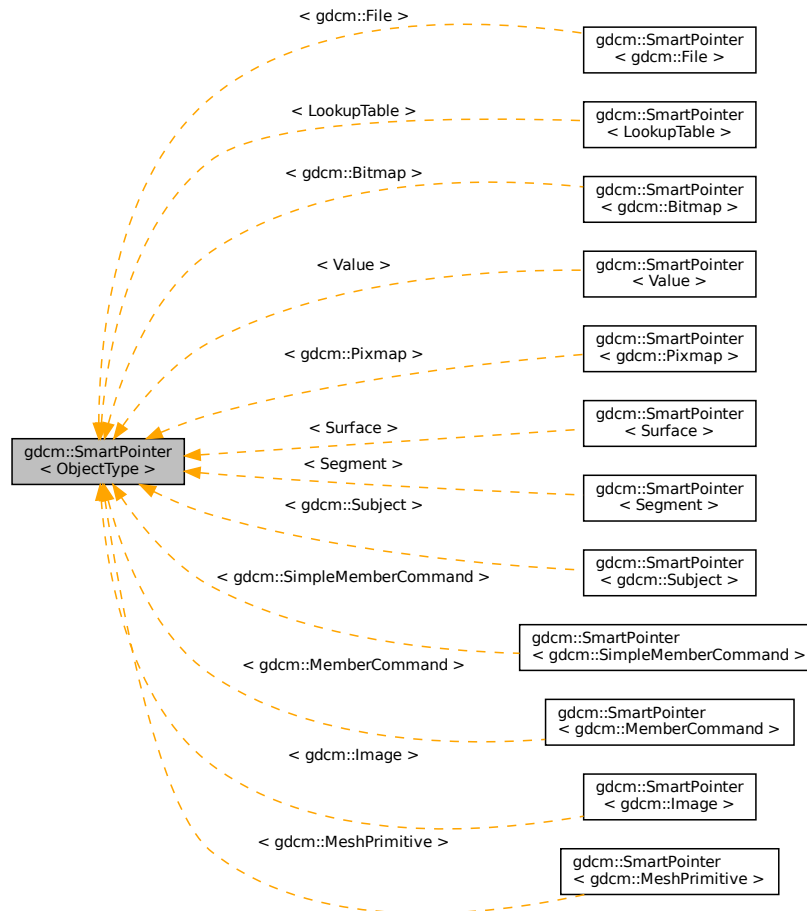 < gdcm::File >
gdcm::SmartPointer
< gdcm::File >
< LookupTable >
gdcm::SmartPointer
< LookupTable >
< gdcm::Bitmap >
gdcm::SmartPointer
< gdcm::Bitmap >
< Value >
gdcm::SmartPointer
< Value >
< gdcm::Pixmap >
gdcm::SmartPointer
< gdcm::Pixmap >
gdcm::SmartPointer
< ObjectType >
< Surface >
gdcm::SmartPointer
< Surface >
< Segment >
gdcm::SmartPointer
< Segment >
< gdcm::Subject >
gdcm::SmartPointer
< gdcm::Subject >
< gdcm::SimpleMemberCommand >
gdcm::SmartPointer
< gdcm::SimpleMemberCommand >
< gdcm::MemberCommand >
gdcm::SmartPointer
< gdcm::MemberCommand >
< gdcm::Image >
gdcm::SmartPointer
< gdcm::Image >
< gdcm::MeshPrimitive >
gdcm::SmartPointer
< gdcm::MeshPrimitive >